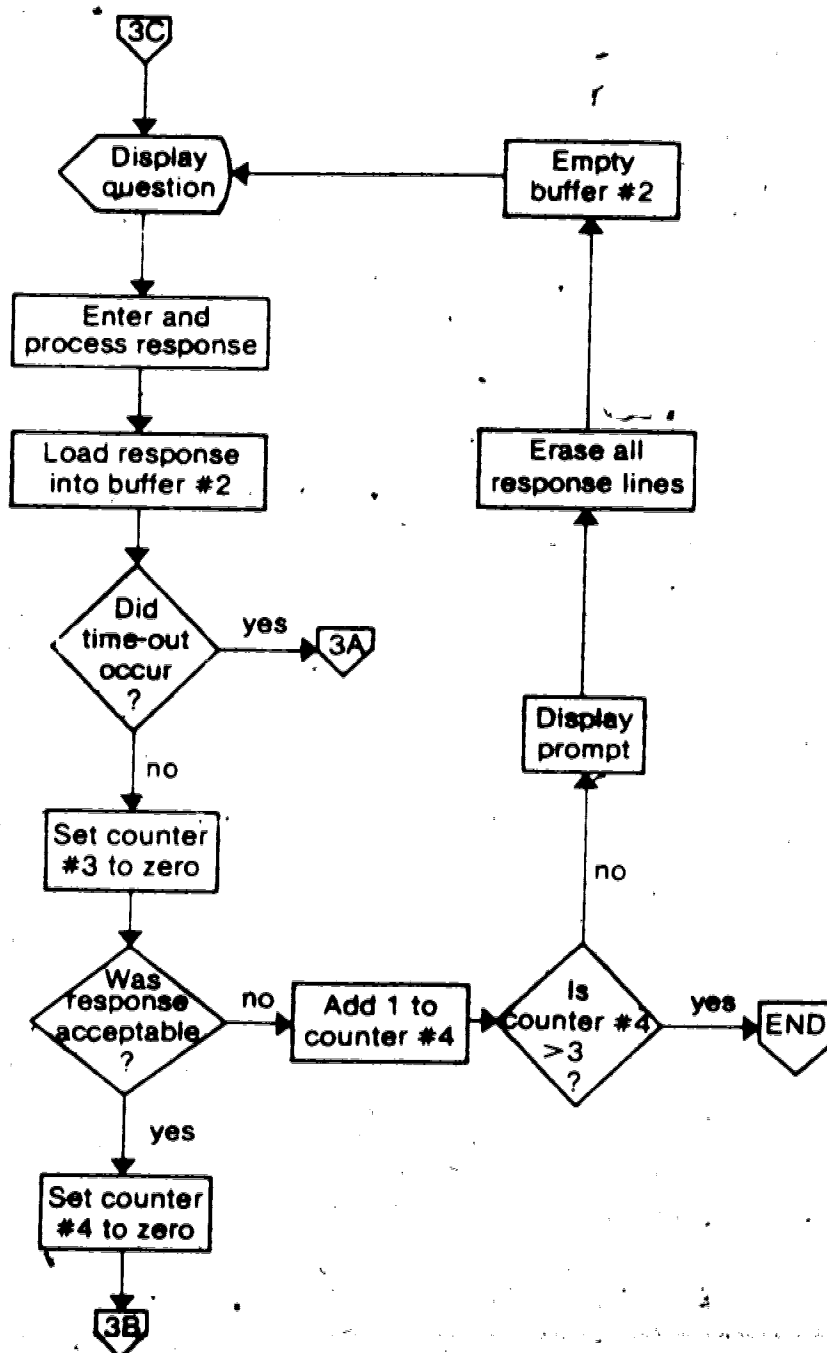 3C
Display
question
Empty
buffer #2
Enter and
process response
Load response
into buffer #2
Erase all
response lines
Did
time-out
occur
?
yes
3A
no
Display
prompt
Set counter
#3 to zero
no
Was
response
acceptable
?
no
Add 1 to
counter #4
Is
counter #4
>3
?
yes
END
yes
Set counter
#4 to zero
3B